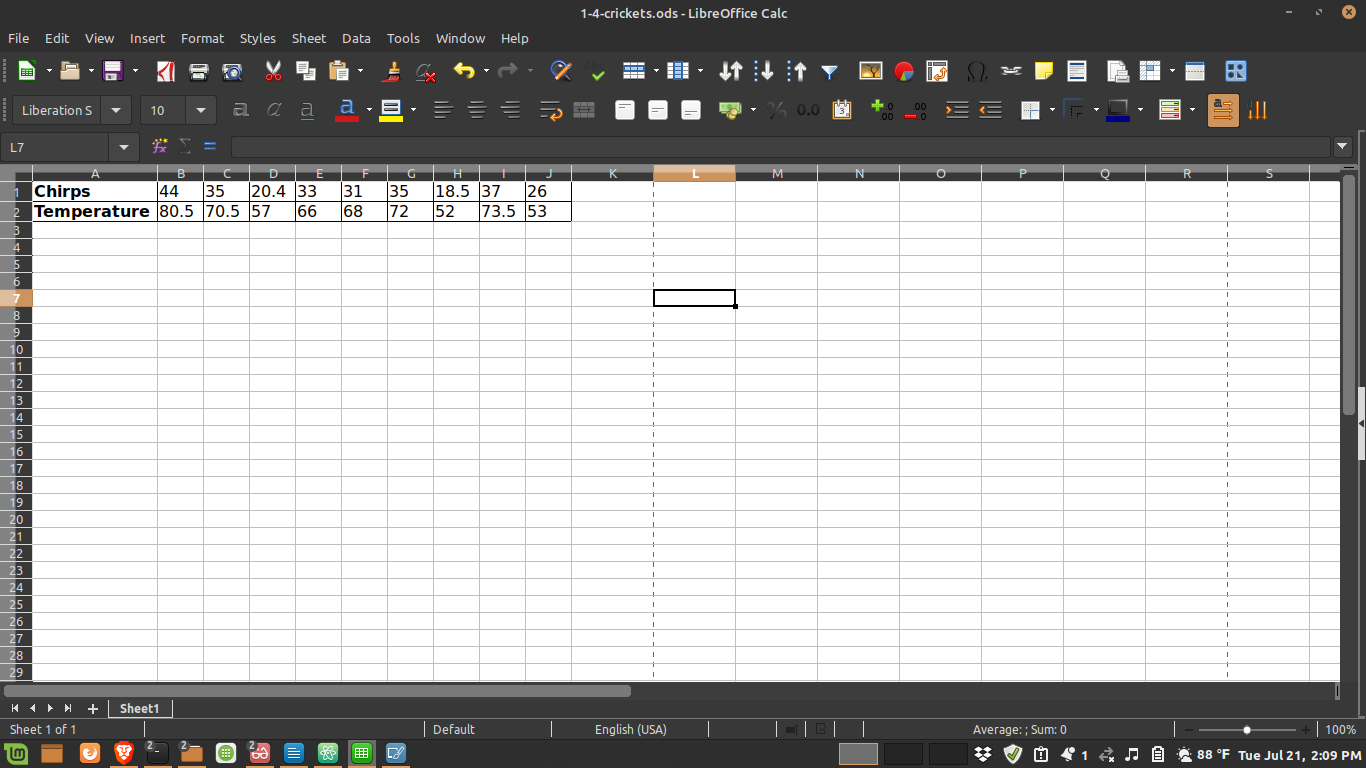 1-4-crickets.ods - LibreOffice Calc
File Edit View Insert Format Styles Sheet Data Tools Window Help
Liberation S 10 a a a a 0.0 .00 .00
L7
A B C D E F G H I J K L M N O P Q R S
1 Chirps 44 35 20.4 33 31 35 18.5 37 26
2 Temperature 80.5 70.5 57 66 68 72 52 73.5 53
3
4
5
6
7
8
9
10
11
12
13
14
15
16
17
18
19
20
21
22
23
24
25
26
27
28
29
Sheet1
Sheet 1 of 1 Default English (USA) Average: ; Sum: 0 100%
2 2 2 1 88 °F Tue Jul 21, 2:09 PM